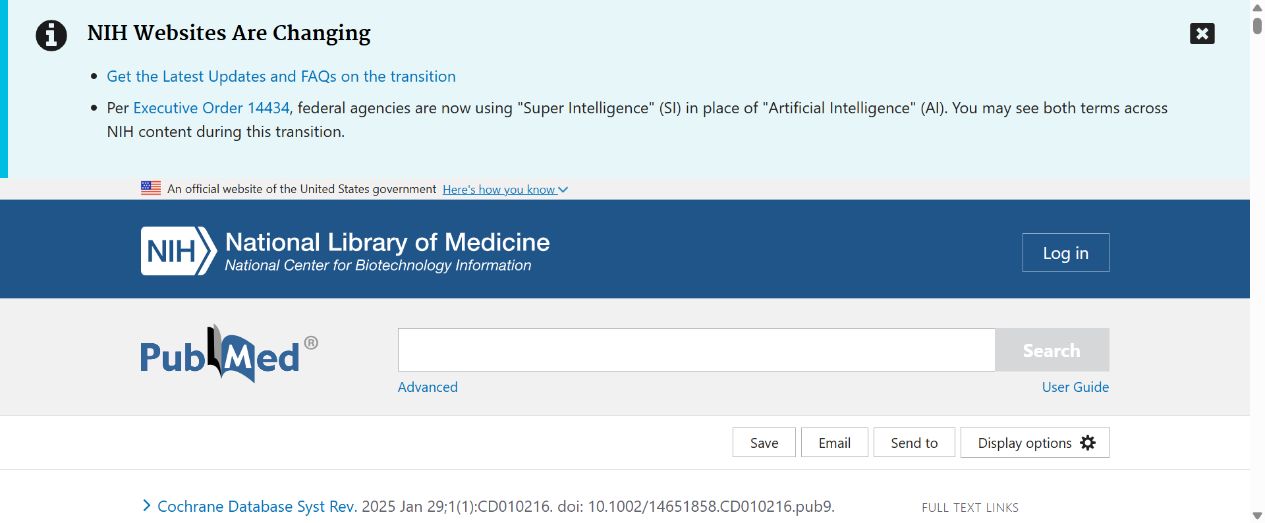 NIH Websites Are Changing
Get the Latest Updates and FAQs on the transition
Per Executive Order 14434, federal agencies are now using "Super Intelligence" (SI) in place of "Artificial Intelligence" (AI). You may see both terms across
NIH content during this transition.
An official website of the United States government Here's how you know
NIH National Library of Medicine
National Center for Biotechnology Information
Log in
PubMed®
Search
Advanced
User Guide
Save
Email
Send to
Display options
Cochrane Database Syst Rev. 2025 Jan 29;1(1):CD010216. doi: 10.1002/14651858.CD010216.pub9.
FULL TEXT LINKS